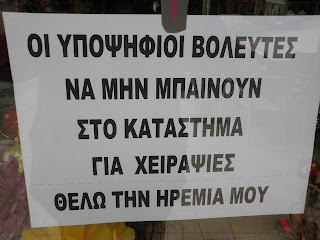 ΟΙ ΥΠΟΨΗΦΙΟΙ ΒΟΛΕΥΤΕΣ
ΝΑ ΜΗΝ ΜΠΑΙΝΟΥΝ
ΣΤΟ ΚΑΤΑΣΤΗΜΑ
ΓΙΑ ΧΕΙΡΑΨΙΕΣ
ΘΕΛΩ ΤΗΝ ΗΡΕΜΙΑ ΜΟΥ